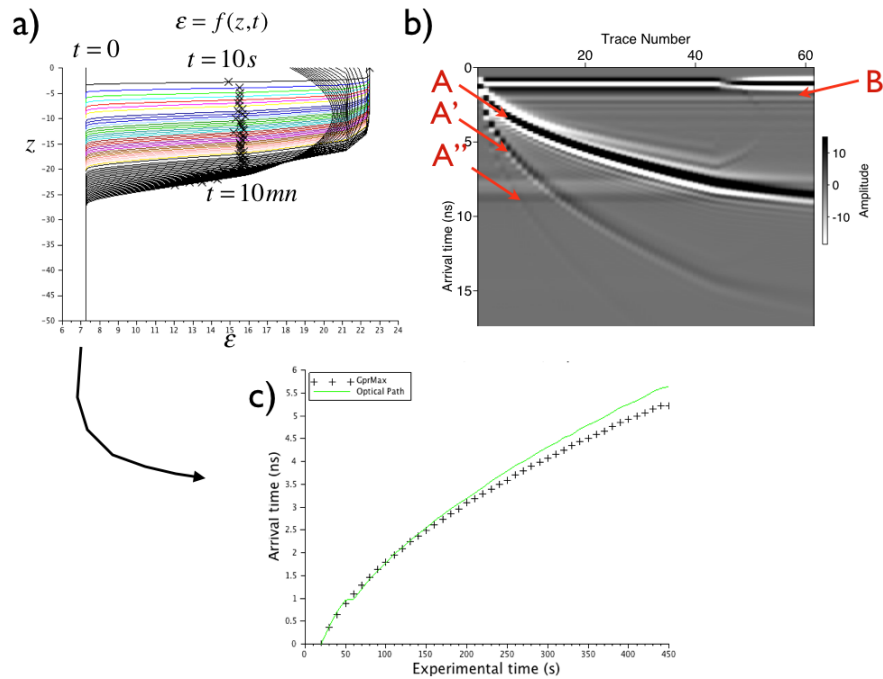 a)
ε = f(z,t)
t = 0
t = 10s
0
-5
-10
-15
-20
-25
-30
-35
-40
-45
-50
z
t = 10mn
6 7 8 9 10 11 12 13 14 15 16 17 18 19 20 21 22 23 24
ε
b)
Trace Number
20 40 60
0
5
10
15
Arrival time (ns)
A
A'
A''
B
10
0
-10
Amplitude
c)
GprMax
Optical Path
6
5.5
5
4.5
4
3.5
3
2.5
2
1.5
1
0.5
0
Arrival time (ns)
0 50 100 150 200 250 300 350 400 450
Experimental time (s)